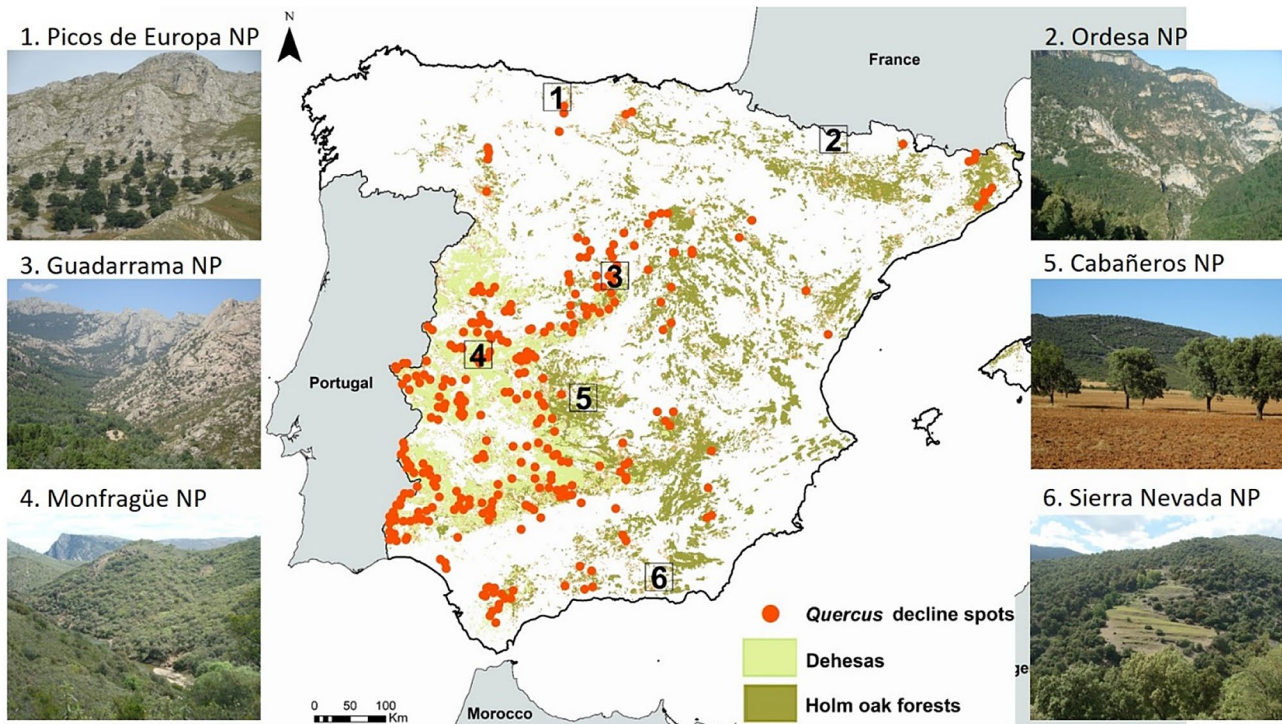 1. Picos de Europa NP
2. Ordesa NP
3. Guadarrama NP
5. Cabañeros NP
4. Monfragüe NP
6. Sierra Nevada NP
N
France
Portugal
Morocco
1
2
3
4
5
6
Quercus decline spots
Dehesas
Holm oak forests
0 50 100
Km
ge